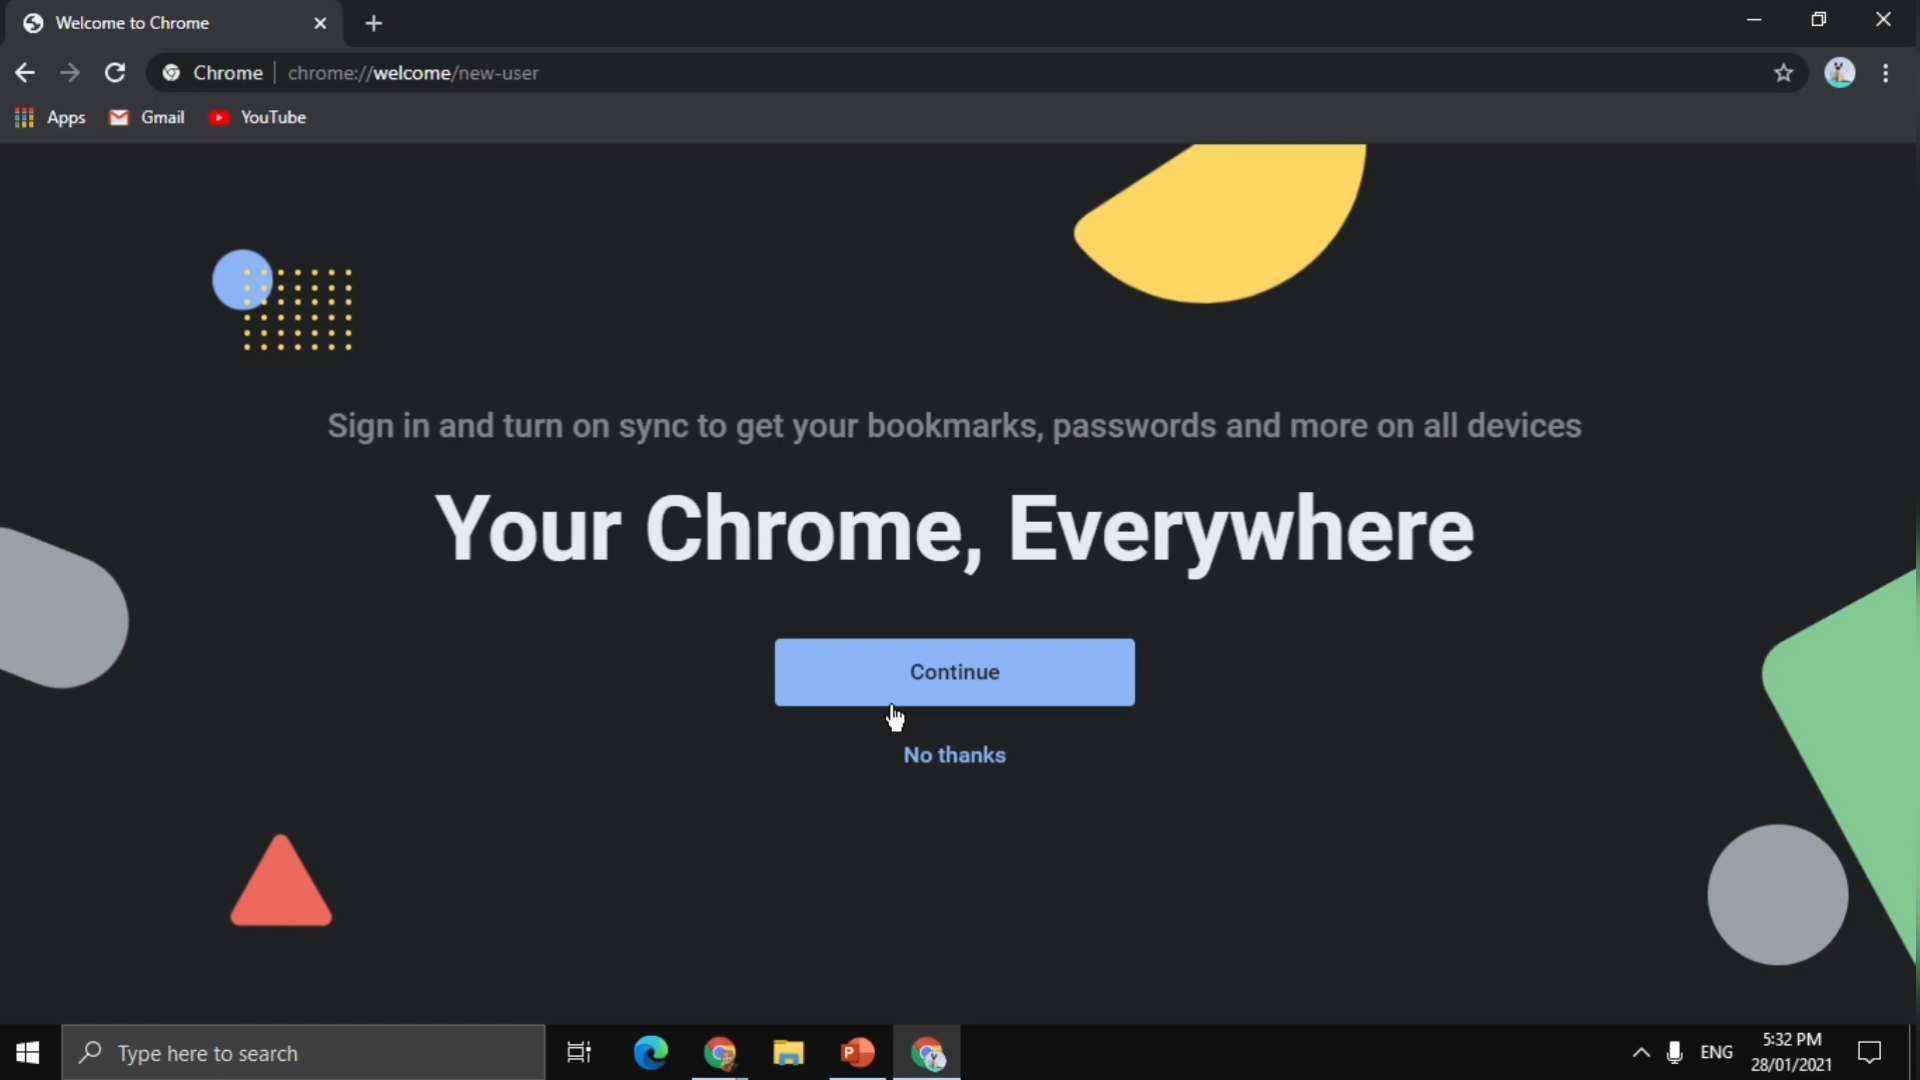 Welcome to Chrome
Chrome | chrome://welcome/new-user
Apps Gmail YouTube
Sign in and turn on sync to get your bookmarks, passwords and more on all devices
Your Chrome, Everywhere
Continue
No thanks
Type here to search
P
ENG
5:32 PM
28/01/2021